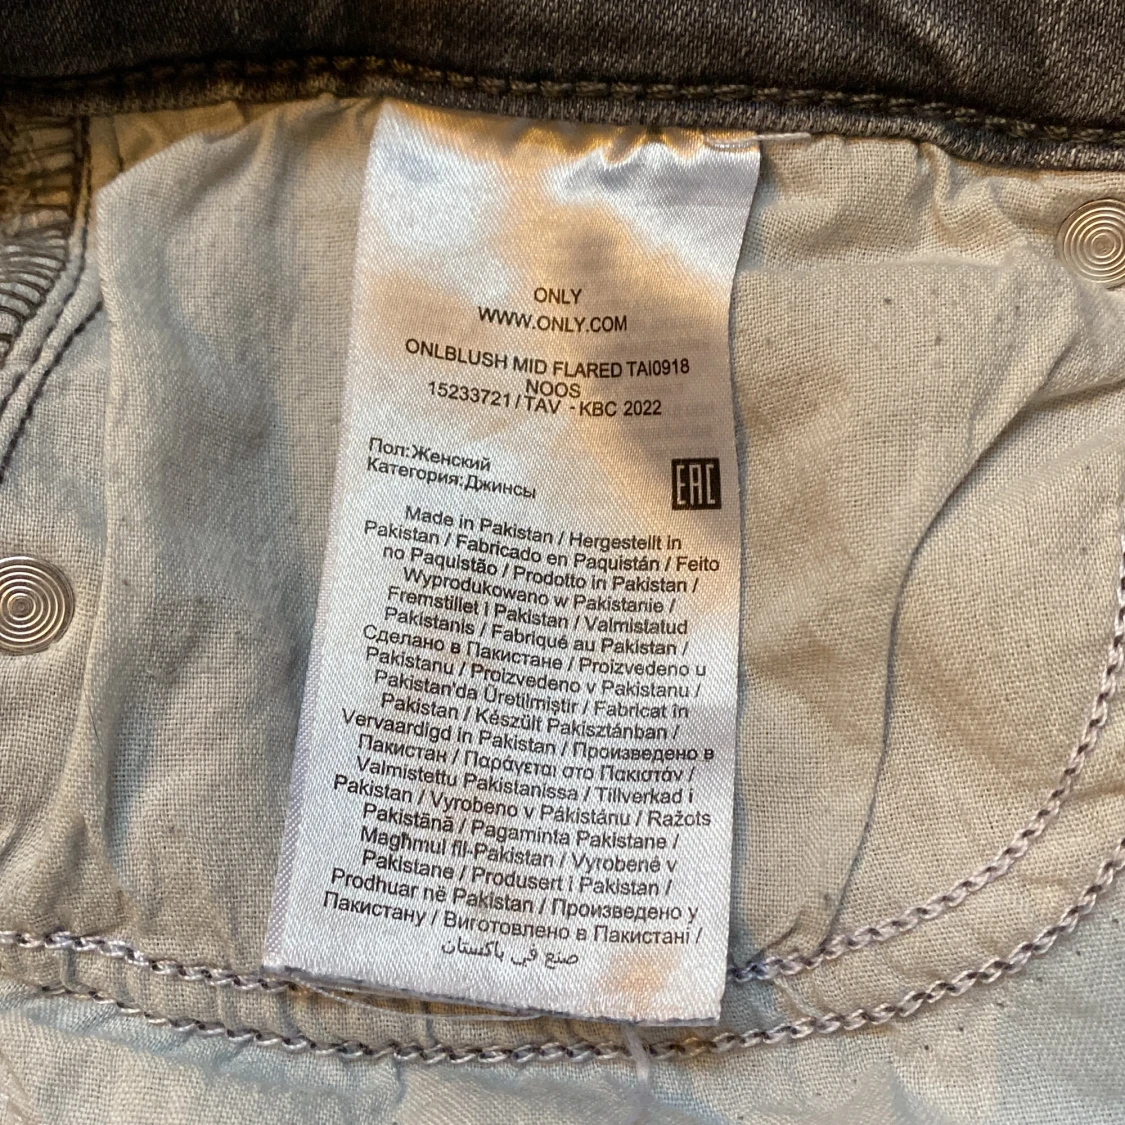 ONLY
WWW.ONLY.COM
ONLBLUSH MID FLARED TAI0918
NOOS
15233721/TAV - KBC 2022
Пол:Женский
Категория:Джинсы
EAC
Made in Pakistan / Hergestellt in
Pakistan / Fabricado en Paquistán / Feito
no Paquistão / Prodotto in Pakistan /
Wyprodukowano w Pakistanie /
Fremstillet i Pakistan / Valmistatud
Pakistanis / Fabriqué au Pakistan /
Сделано в Пакистане / Proizvedeno u
Pakistanu / Proizvedeno v Pakistanu /
Pakistan'da Üretilmiştir / Fabricat în
Pakistan / Készült Pakisztánban /
Vervaardigd in Pakistan / Произведено в
Пакистан / Παράγεται στο Πακιστάν /
Valmistettu Pakistanissa / Tillverkad i
Pakistan / Vyrobeno v Pákistánu / Ražots
Pakistānā / Pagaminta Pakistane /
Magħmul fil-Pakistan / Vyrobené v
Pakistane / Produsert i Pakistan /
Prodhuar në Pakistan / Произведено у
Пакистану / Виготовлено в Пакистані /
صنع في باكستان